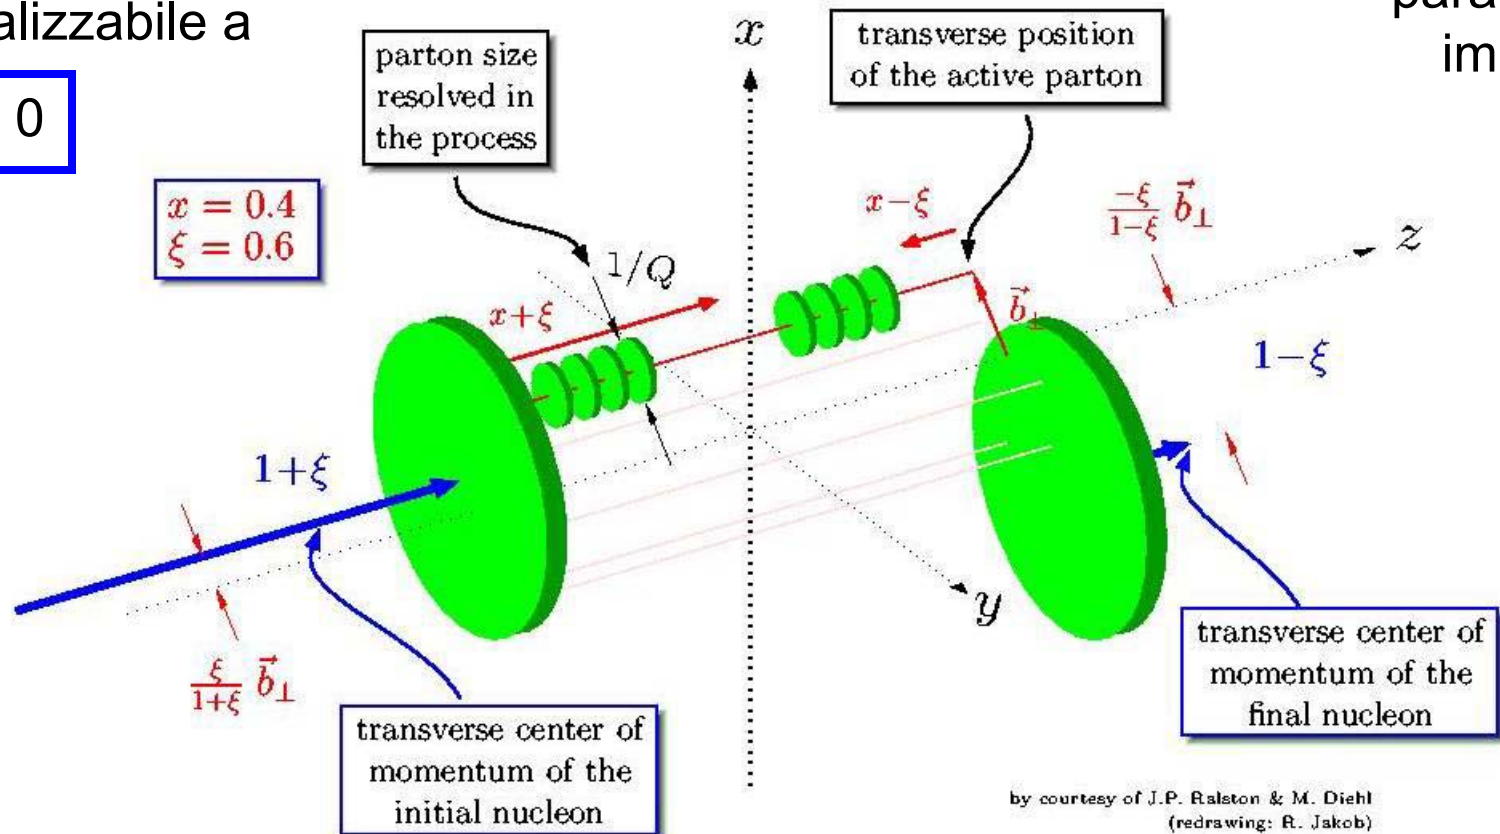 alizzabile a
0
para
im
parton size
resolved in
the process
x
transverse position
of the active parton
x = 0.4
ξ = 0.6
1/Q
x−ξ
−ξ/1−ξ b⃗⊥
z
x+ξ
b⃗⊥
1−ξ
1+ξ
y
ξ/1+ξ b⃗⊥
transverse center of
momentum of the
final nucleon
transverse center of
momentum of the
initial nucleon
by courtesy of J.P. Ralston & M. Diehl
(redrawing: R. Jakob)